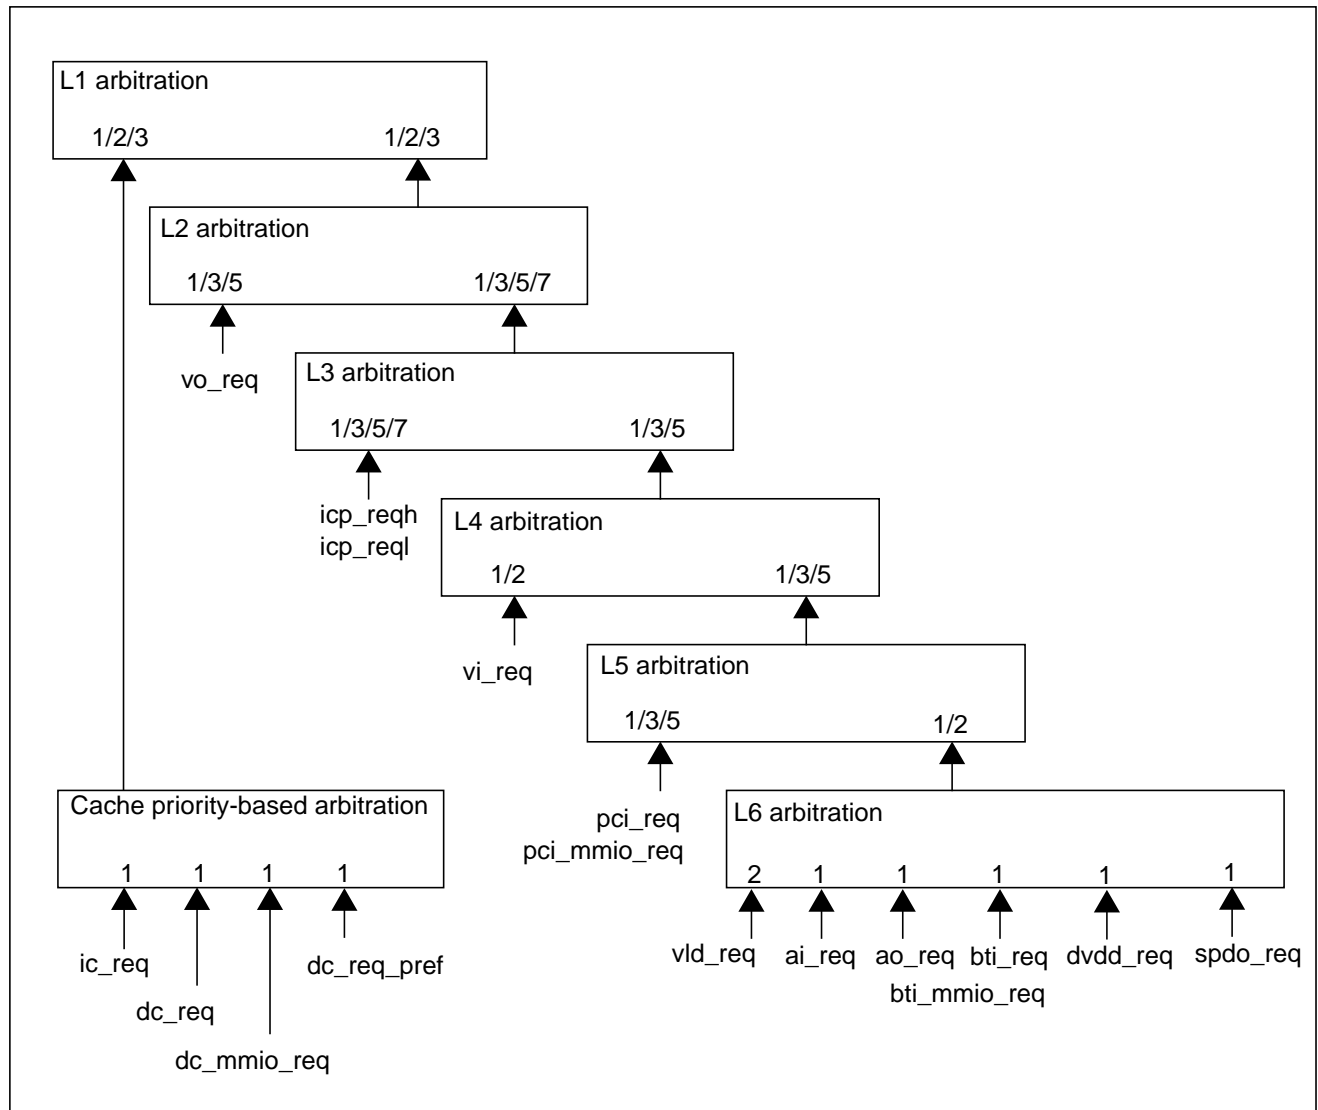 L1 arbitration
1/2/3 1/2/3
L2 arbitration
1/3/5 1/3/5/7
vo_req
L3 arbitration
1/3/5/7 1/3/5
icp_reqh
icp_reql
L4 arbitration
1/2 1/3/5
vi_req
L5 arbitration
1/3/5 1/2
pci_req
pci_mmio_req
Cache priority-based arbitration
1 1 1 1
ic_req
dc_req_pref
dc_req
dc_mmio_req
L6 arbitration
2 1 1 1 1 1
vld_req ai_req ao_req bti_req dvdd_req spdo_req
bti_mmio_req